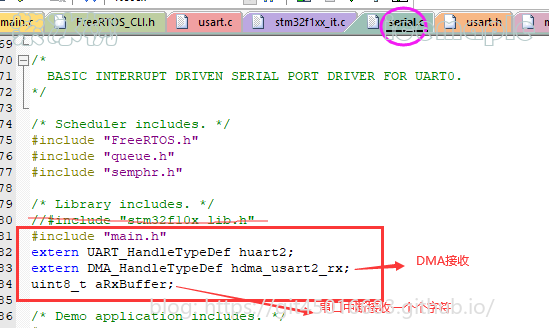 main.c FreeRTOS_CLI.h usart.c stm32f1xx_it.c serial.c usart.h
69
70 /*
71 BASIC INTERRUPT DRIVEN SERIAL PORT DRIVER FOR UART0.
72 */
73
74 /* Scheduler includes. */
75 #include "FreeRTOS.h"
76 #include "queue.h"
77 #include "semphr.h"
78
79 /* Library includes. */
80 //#include "stm32f10x_lib.h"
81 #include "main.h"
82 extern UART_HandleTypeDef huart2;
83 extern DMA_HandleTypeDef hdma_usart2_rx; DMA接收
84 uint8_t aRxBuffer;
85 串口中断接收一个个字符
86 /* Demo application includes. */
blog: https://
.github.io/